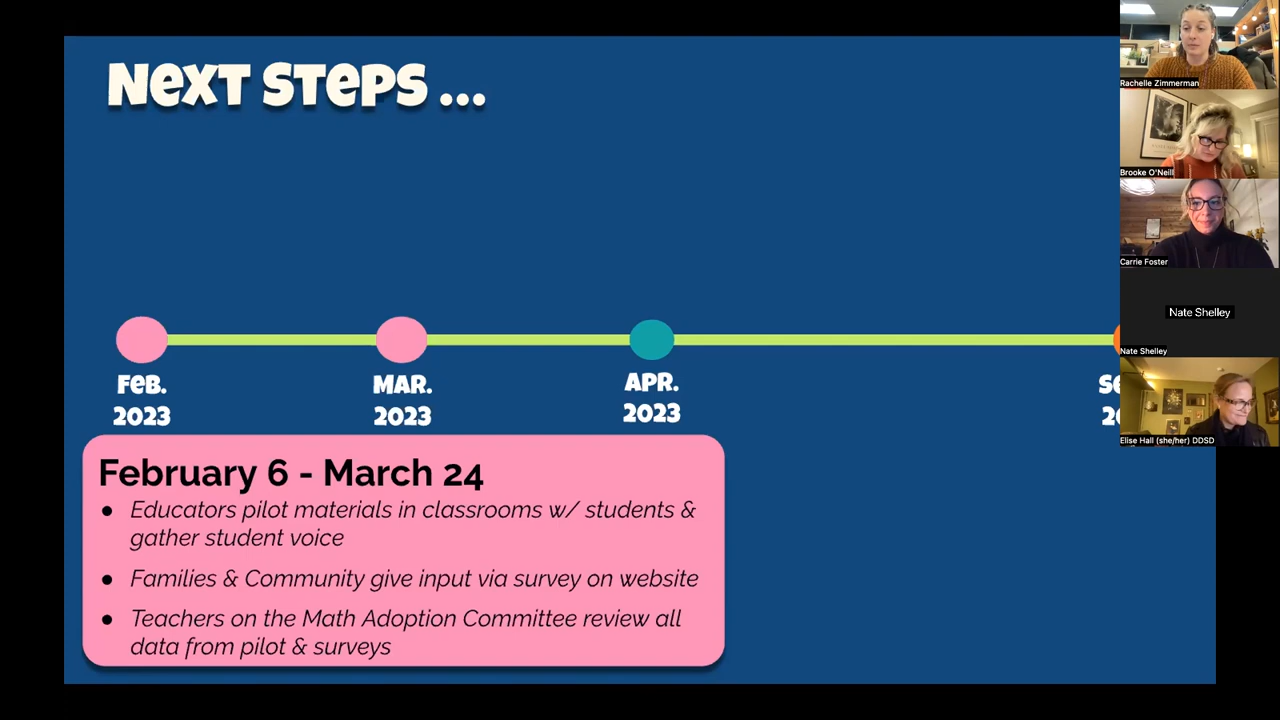 Next Steps ...
Feb.
2023
Mar.
2023
Apr.
2023
February 6 - March 24
● Educators pilot materials in classrooms w/ students &
gather student voice
● Families & Community give input via survey on website
● Teachers on the Math Adoption Committee review all
data from pilot & surveys
Rachelle Zimmerman
Brooke O'Neill
Carrie Foster
Nate Shelley
Nate Shelley
Elise Hall (she/her) DDSD